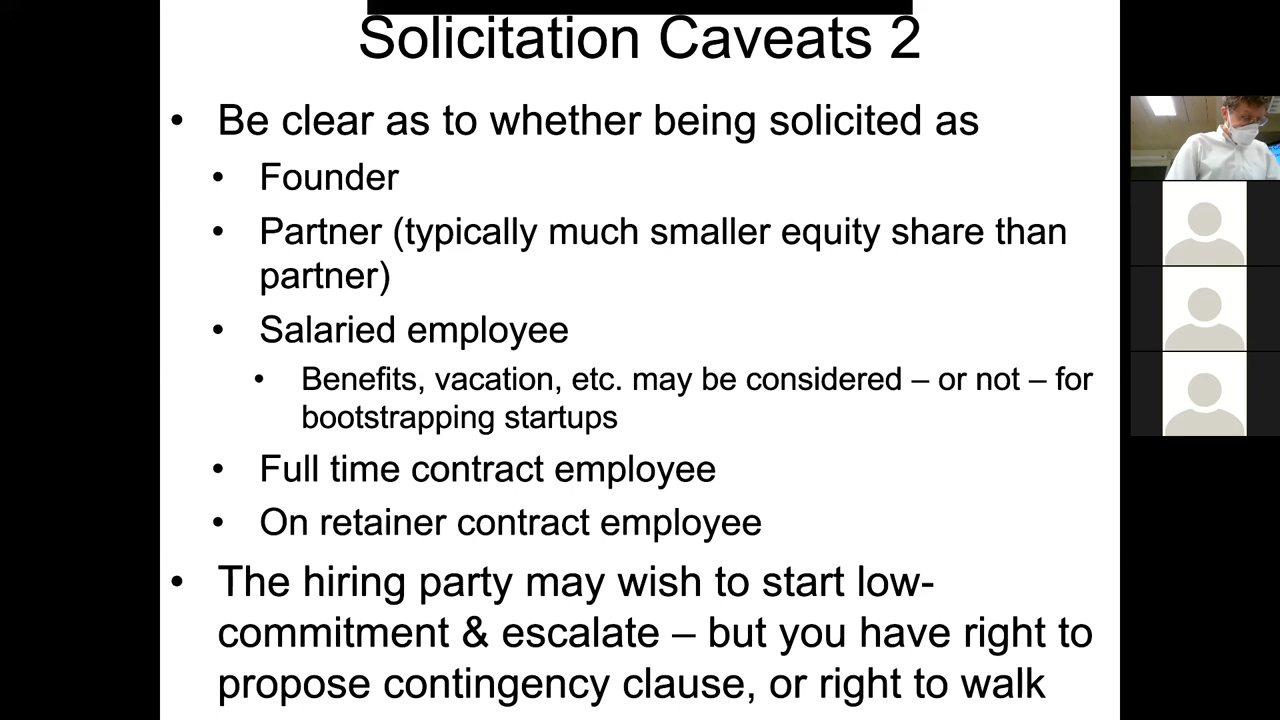 Solicitation Caveats 2
• Be clear as to whether being solicited as
• Founder
• Partner (typically much smaller equity share than
partner)
• Salaried employee
• Benefits, vacation, etc. may be considered – or not – for
bootstrapping startups
• Full time contract employee
• On retainer contract employee
• The hiring party may wish to start low-
commitment & escalate – but you have right to
propose contingency clause, or right to walk